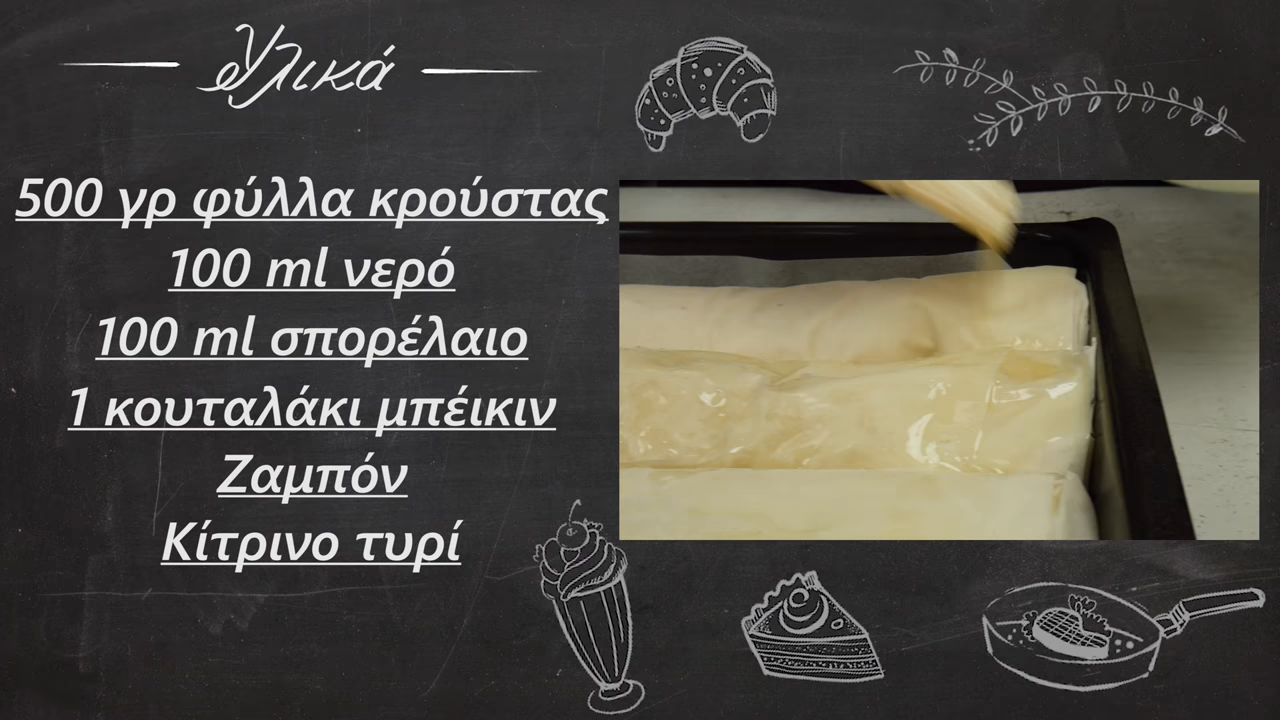 Υλικά
500 γρ φύλλα κρούστας
100 ml νερό
100 ml σπορέλαιο
1 κουταλάκι μπέικιν
Ζαμπόν
Κίτρινο τυρί